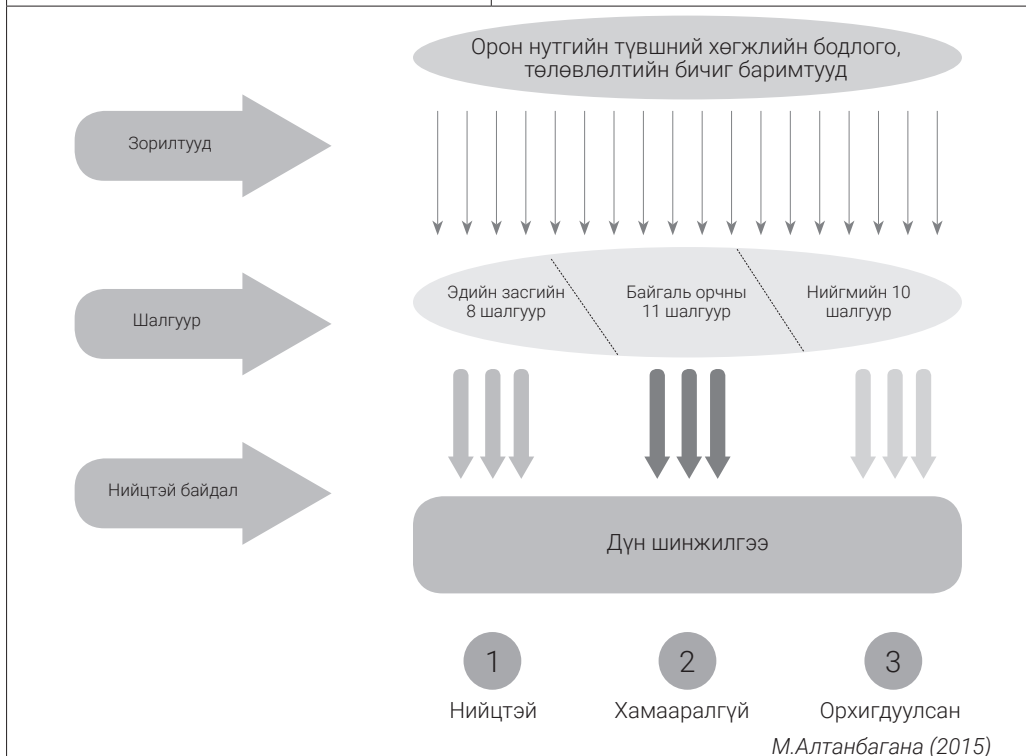 Орон нутгийн түвшний хөгжлийн бодлого,
төлөвлөлтийн бичиг баримтууд
Зорилтууд
Шалгуур
Эдийн засгийн
8 шалгуур
Байгаль орчны
11 шалгуур
Нийгмийн 10
шалгуур
Нийцтэй байдал
Дүн шинжилгээ
1
2
3
Нийцтэй
Хамааралгүй
Орхигдуулсан
М.Алтанбагана (2015)